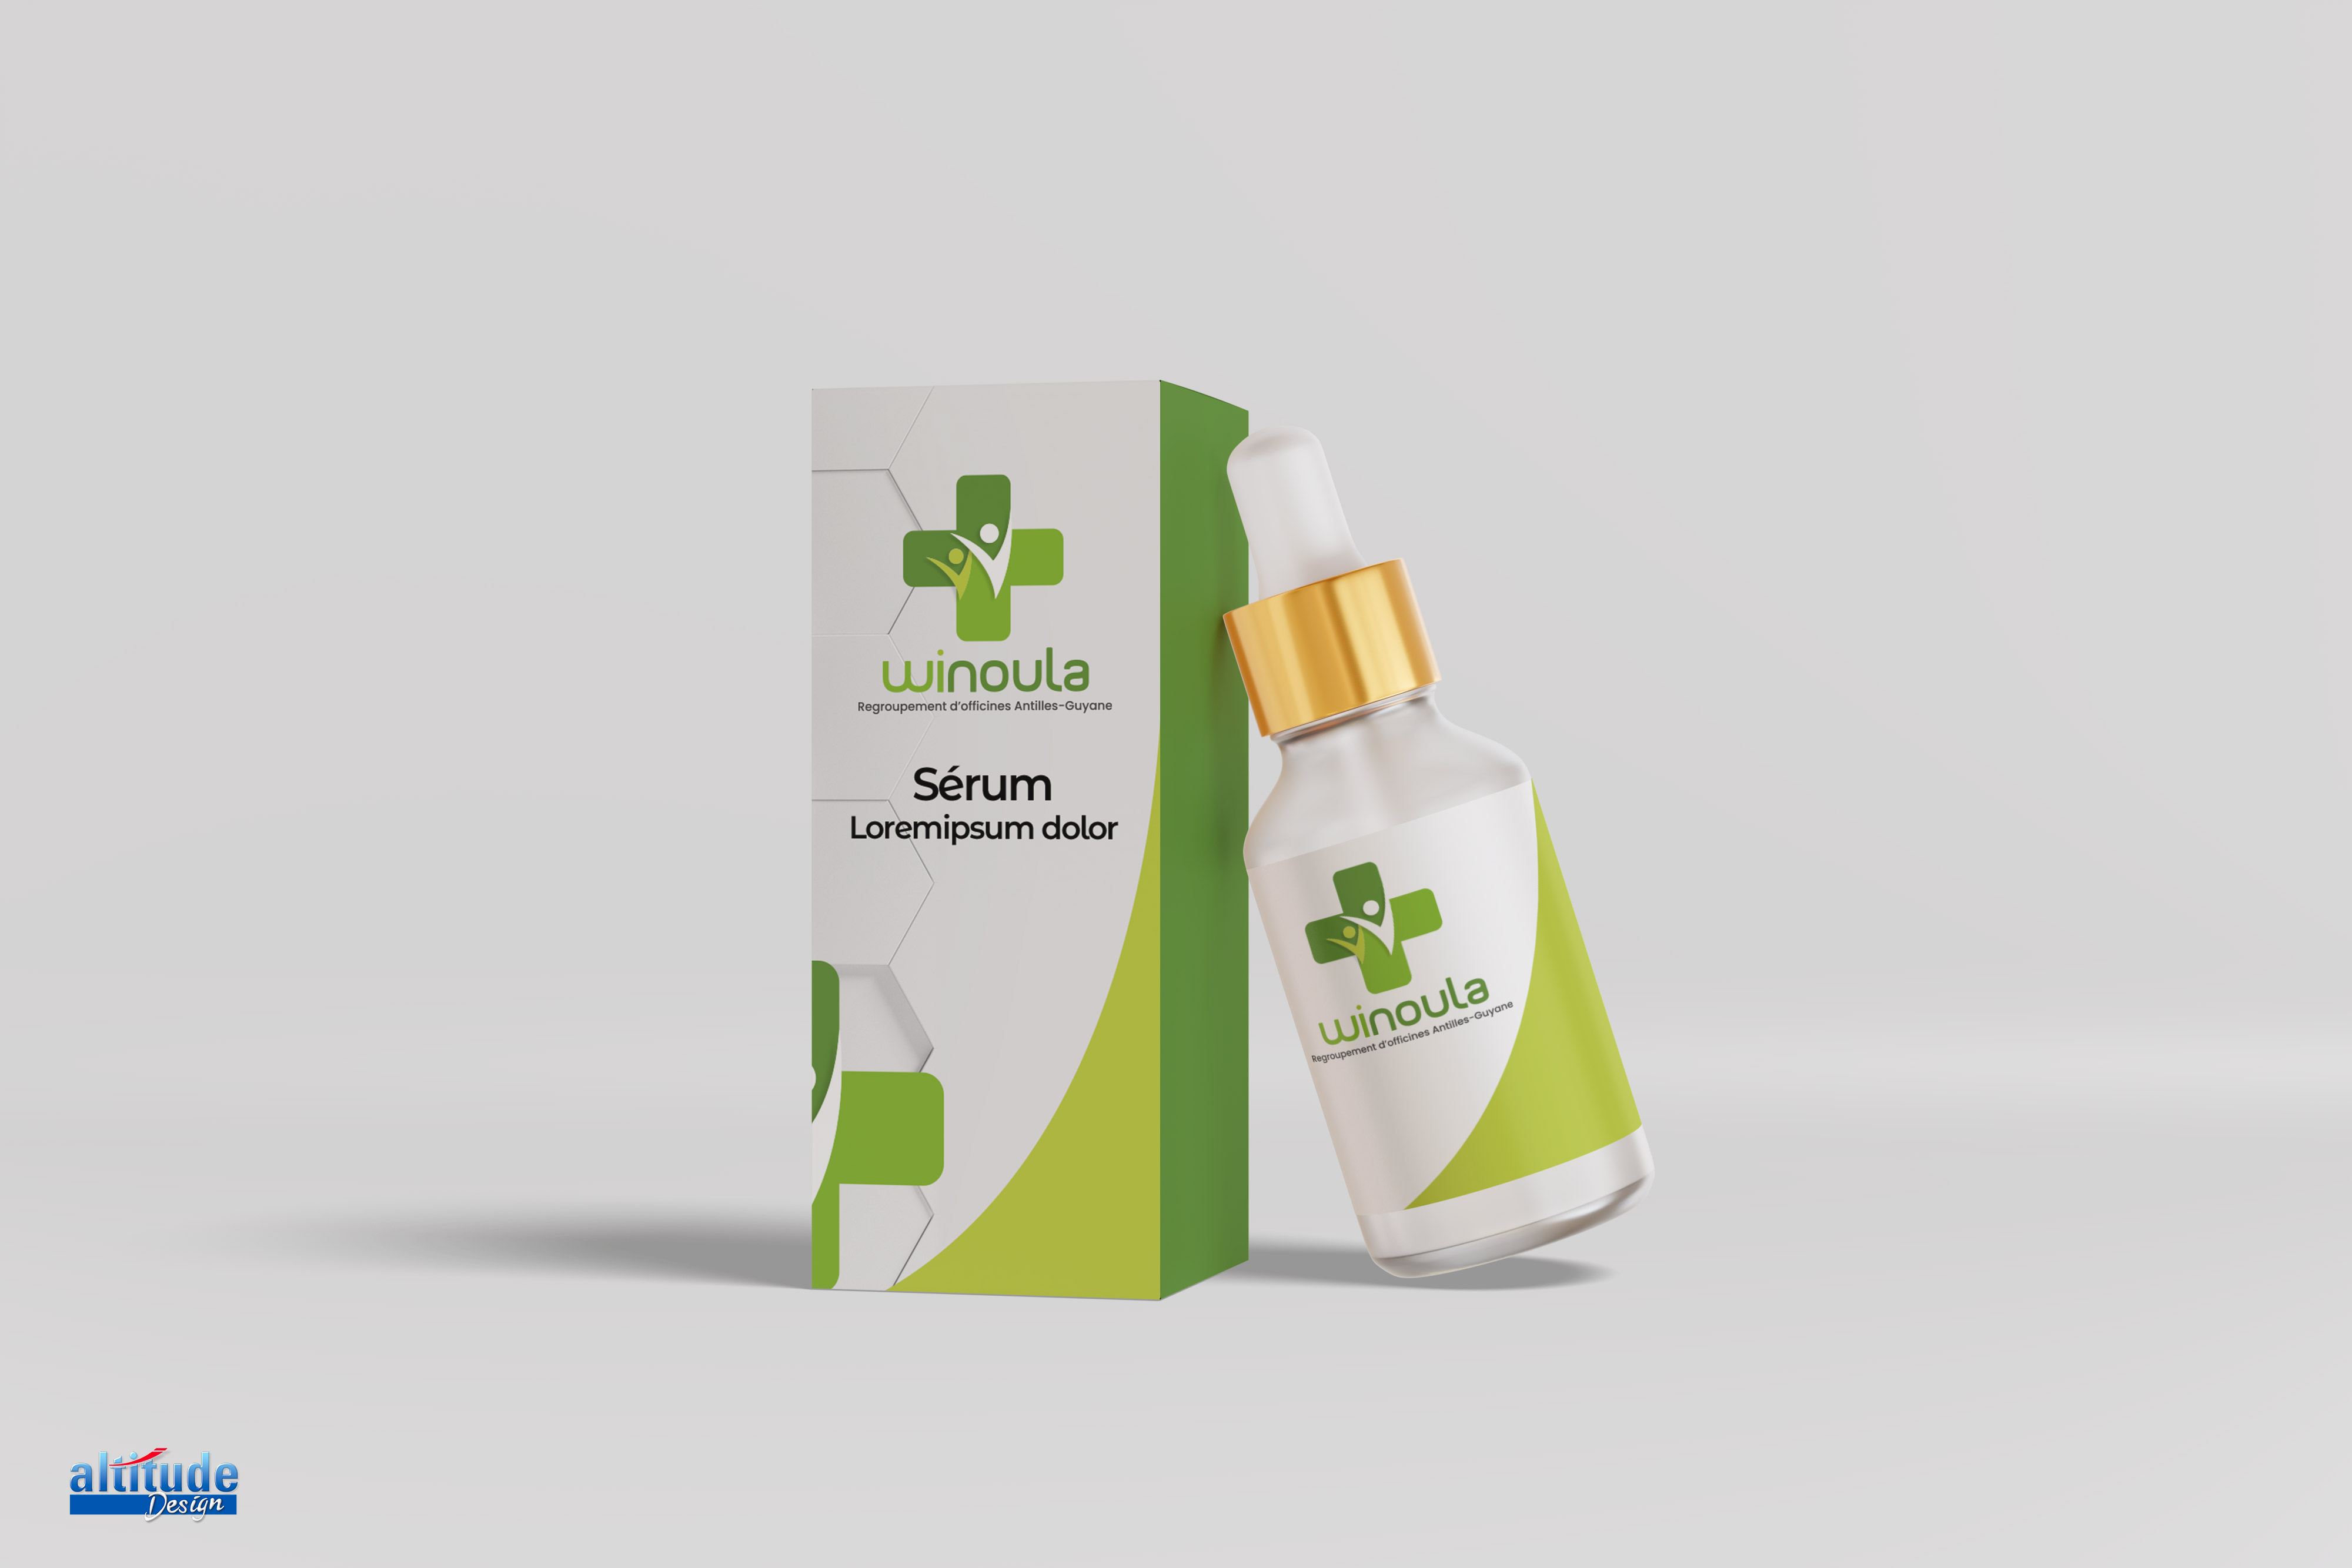 winoula
Regroupement d'officines Antilles-Guyane
Sérum
Loremipsum dolor
winoula
Regroupement d'officines Antilles-Guyane
altitude
Design